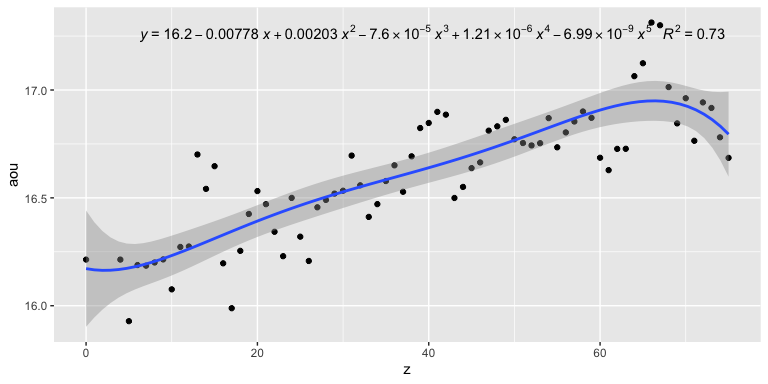 y = 16.2 − 0.00778 x + 0.00203 x² − 7.6 × 10⁻⁵ x³ + 1.21 × 10⁻⁶ x⁴ − 6.99 × 10⁻⁹ x⁵ R² = 0.73
17.0
aou
16.5
16.0
0 20 40 60
z